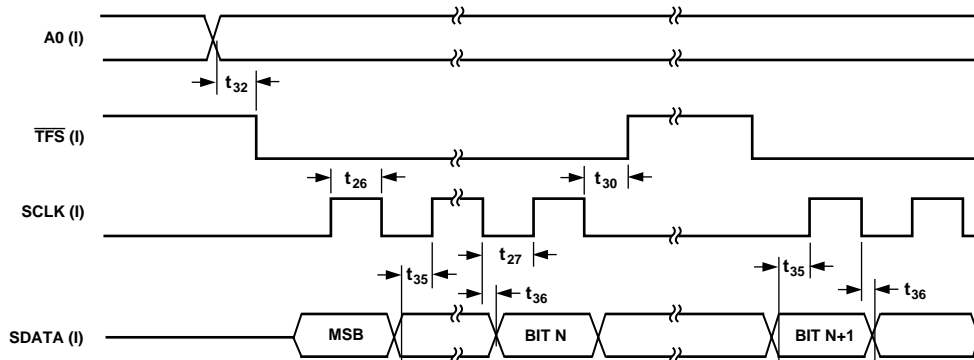 A0 (I)
t32
TFS (I)
t26
t30
SCLK (I)
t27
t35
t36
t35
t36
SDATA (I)
MSB
BIT N
BIT N+1